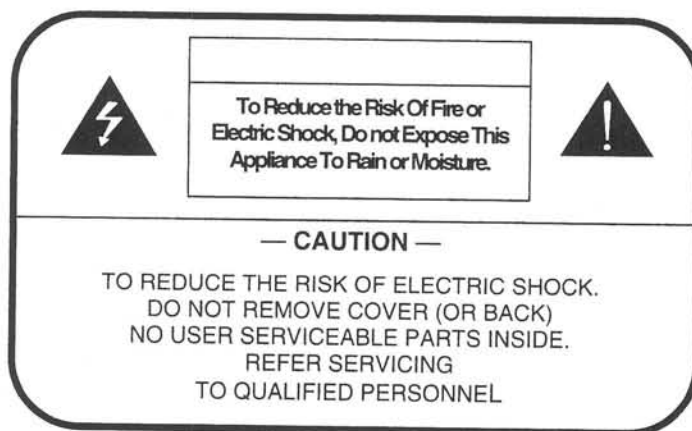 To Reduce the Risk Of Fire or
Electric Shock, Do not Expose This
Appliance To Rain or Moisture.
— CAUTION —
TO REDUCE THE RISK OF ELECTRIC SHOCK.
DO NOT REMOVE COVER (OR BACK)
NO USER SERVICEABLE PARTS INSIDE.
REFER SERVICING
TO QUALIFIED PERSONNEL